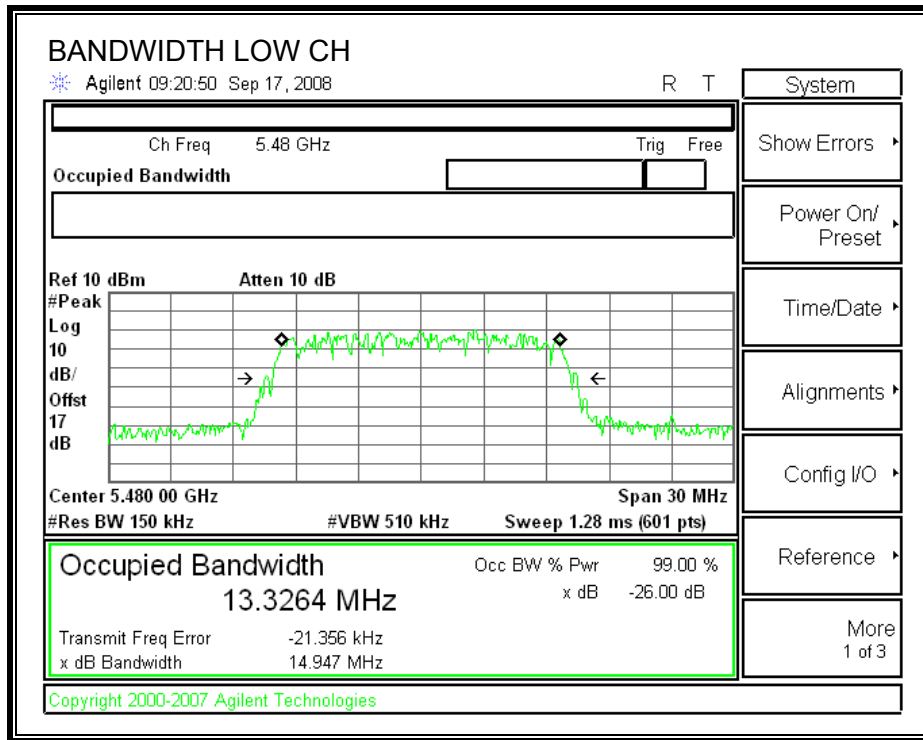 BANDWIDTH LOW CH
Agilent 09:20:50 Sep 17, 2008 R T
Ch Freq 5.48 GHz Trig Free
Occupied Bandwidth
Ref 10 dBm Atten 10 dB
#Peak
Log
10
dB/
Offst
17
dB
Center 5.480 00 GHz Span 30 MHz
#Res BW 150 kHz #VBW 510 kHz Sweep 1.28 ms (601 pts)
Occupied Bandwidth Occ BW % Pwr 99.00 %
13.3264 MHz x dB -26.00 dB
Transmit Freq Error -21.356 kHz
x dB Bandwidth 14.947 MHz
Copyright 2000-2007 Agilent Technologies
System
Show Errors
Power On/
Preset
Time/Date
Alignments
Config I/O
Reference
More
1 of 3